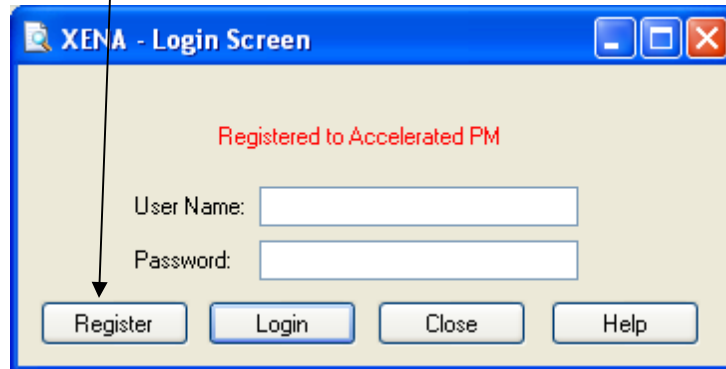 XENA - Login Screen
Registered to Accelerated PM
User Name:
Password:
Register Login Close Help